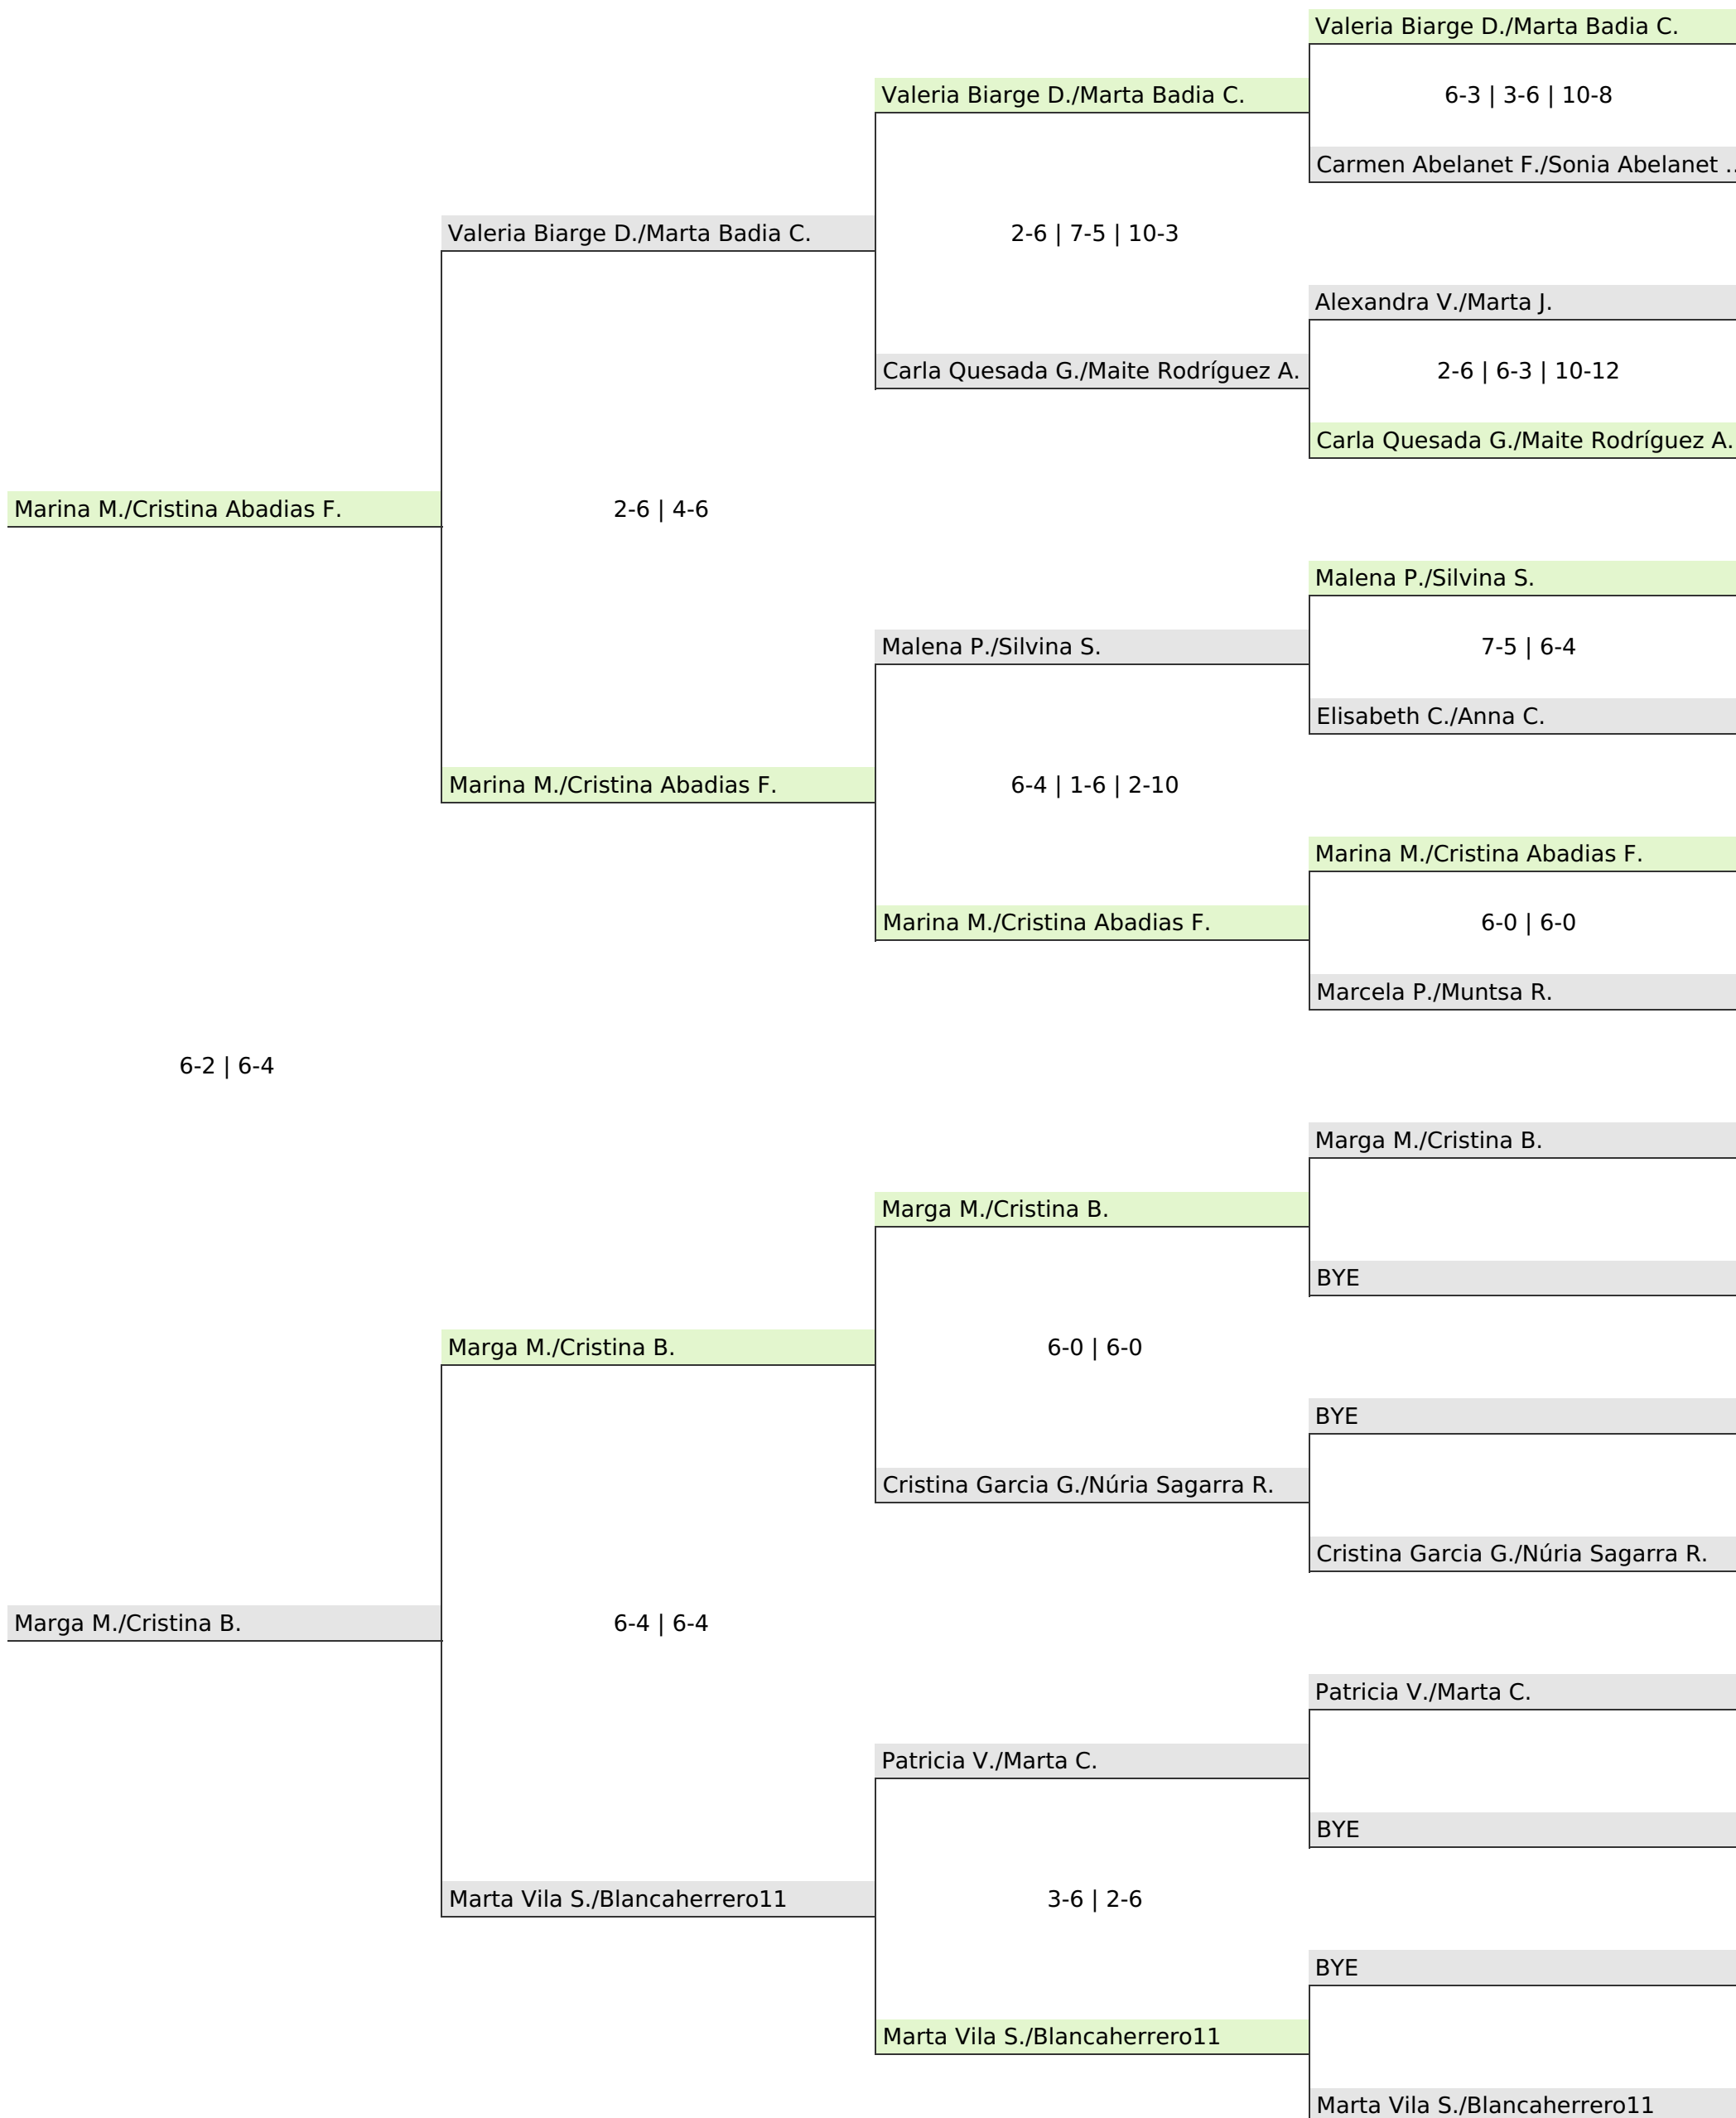 Valeria Biarge D./Marta Badia C.
Valeria Biarge D./Marta Badia C.
6-3 | 3-6 | 10-8
Carmen Abelanet F./Sonia Abelanet ..
Valeria Biarge D./Marta Badia C.
2-6 | 7-5 | 10-3
Alexandra V./Marta J.
Carla Quesada G./Maite Rodríguez A.
2-6 | 6-3 | 10-12
Carla Quesada G./Maite Rodríguez A.
Marina M./Cristina Abadias F.
2-6 | 4-6
Malena P./Silvina S.
Malena P./Silvina S.
7-5 | 6-4
Elisabeth C./Anna C.
Marina M./Cristina Abadias F.
6-4 | 1-6 | 2-10
Marina M./Cristina Abadias F.
Marina M./Cristina Abadias F.
6-0 | 6-0
Marcela P./Muntsa R.
6-2 | 6-4
Marga M./Cristina B.
Marga M./Cristina B.
BYE
Marga M./Cristina B.
6-0 | 6-0
BYE
Cristina Garcia G./Núria Sagarra R.
Cristina Garcia G./Núria Sagarra R.
Marga M./Cristina B.
6-4 | 6-4
Patricia V./Marta C.
Patricia V./Marta C.
BYE
Marta Vila S./Blancaherrero11
3-6 | 2-6
BYE
Marta Vila S./Blancaherrero11
Marta Vila S./Blancaherrero11